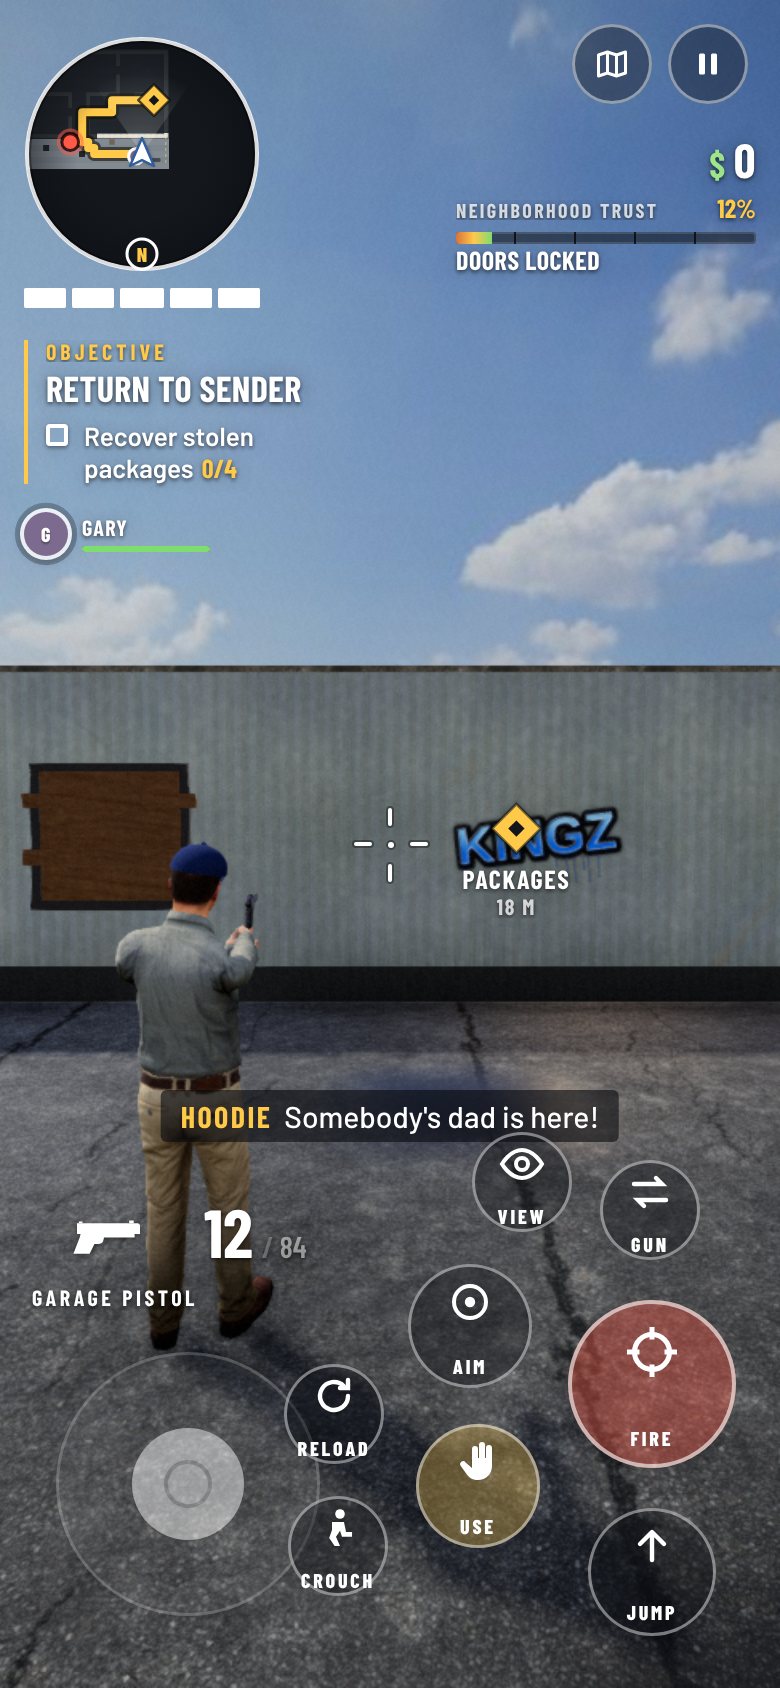 N
$ 0
NEIGHBORHOOD TRUST 12%
DOORS LOCKED
OBJECTIVE
RETURN TO SENDER
Recover stolen
packages 0/4
G GARY
KINGZ
PACKAGES
18 M
HOODIE Somebody's dad is here!
VIEW
GUN
12 / 84
GARAGE PISTOL
AIM
FIRE
RELOAD
USE
CROUCH
JUMP